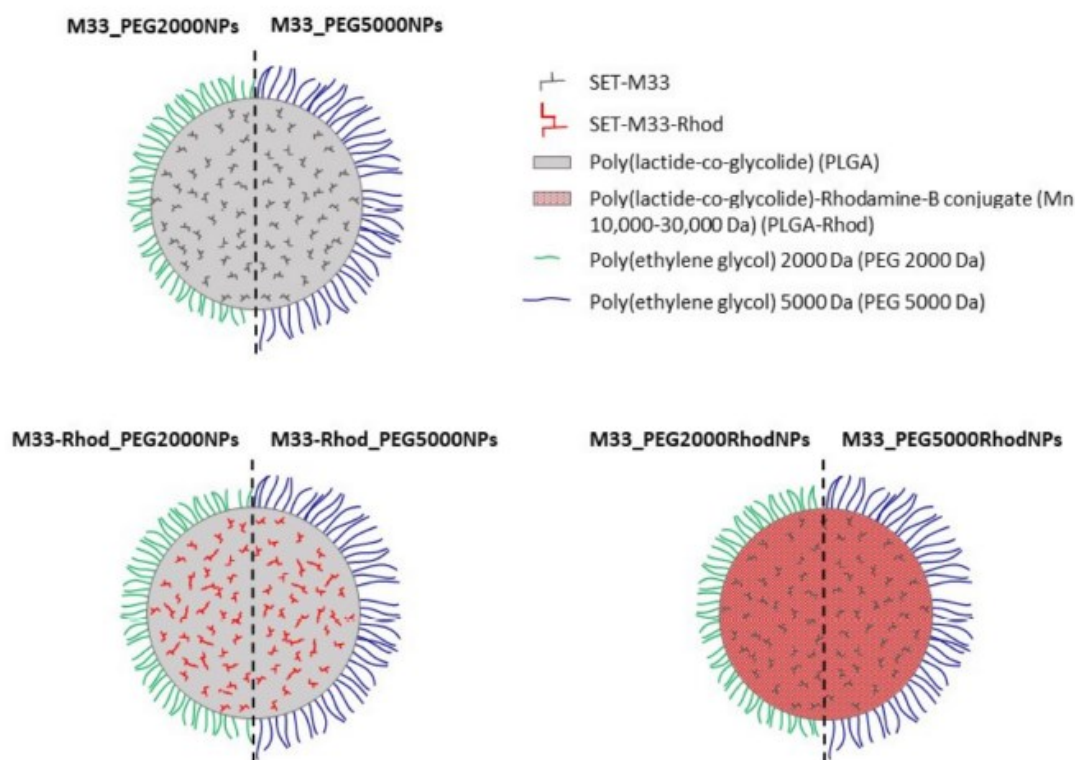 M33_PEG2000NPs
M33_PEG5000NPs
SET-M33
SET-M33-Rhod
Poly(lactide-co-glycolide) (PLGA)
Poly(lactide-co-glycolide)-Rhodamine-B conjugate (Mn
10,000-30,000 Da) (PLGA-Rhod)
Poly(ethylene glycol) 2000 Da (PEG 2000 Da)
Poly(ethylene glycol) 5000 Da (PEG 5000 Da)
M33-Rhod_PEG2000NPs
M33-Rhod_PEG5000NPs
M33_PEG2000RhodNPs
M33_PEG5000RhodNPs